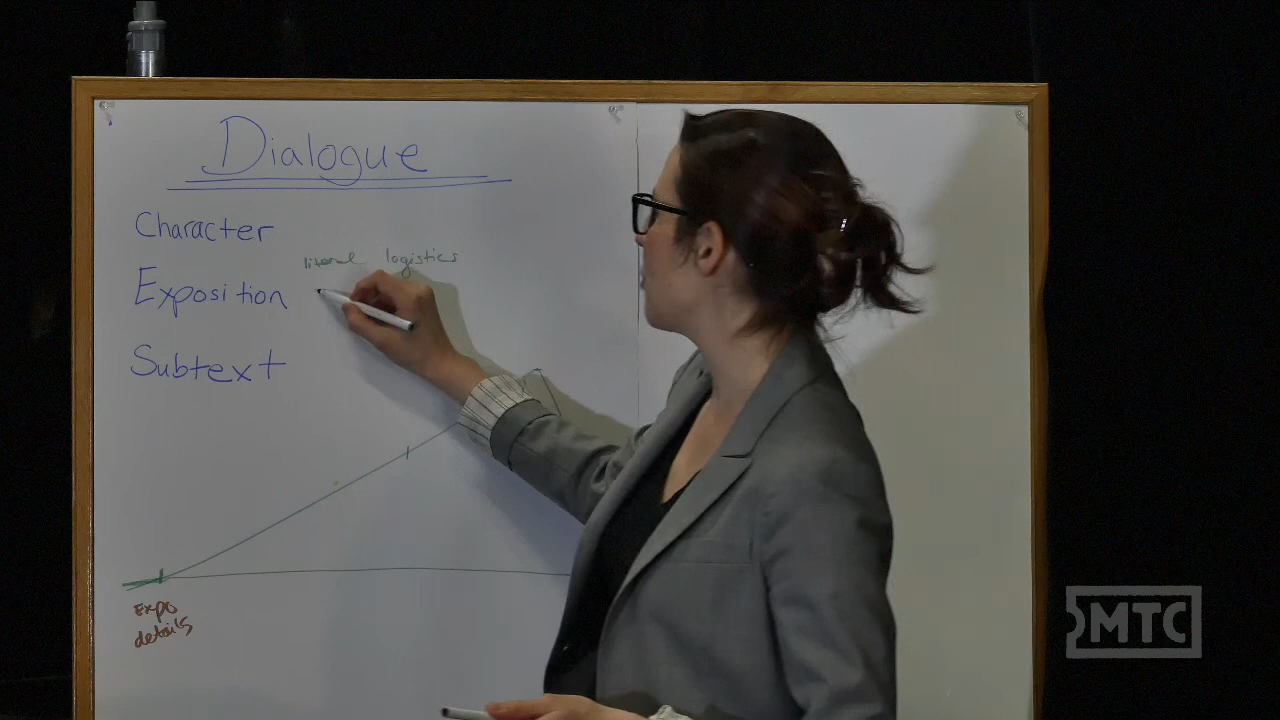 Dialogue
Character
literal logistics
Exposition
Subtext
Expo
details
MTC